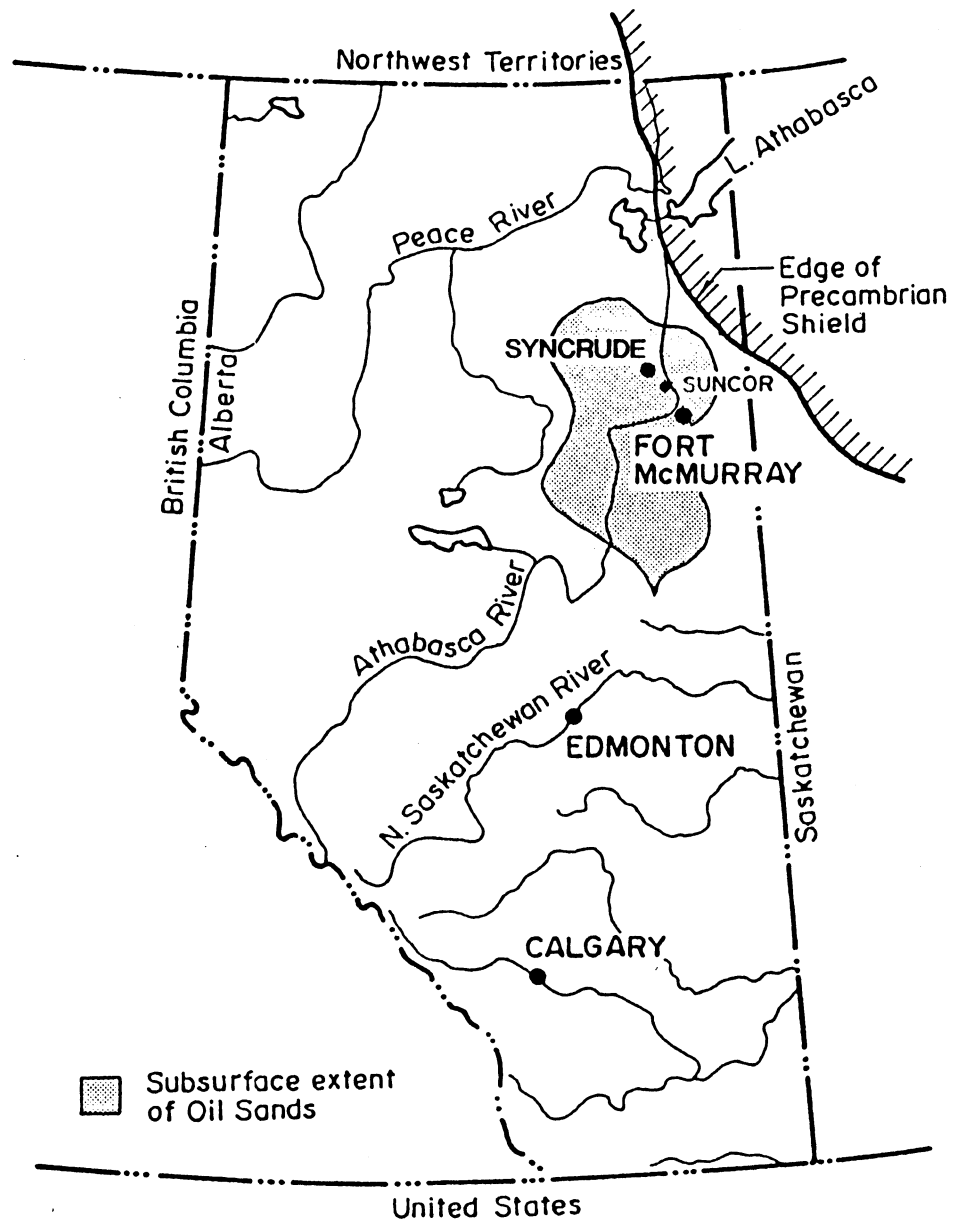 Northwest Territories
L. Athabasca
Peace River
Edge of
Precambrian
Shield
British Columbia
Alberta
SYNCRUDE
SUNCOR
FORT
McMURRAY
Athabasca River
N. Saskatchewan River
EDMONTON
Saskatchewan
CALGARY
Subsurface extent
of Oil Sands
United States